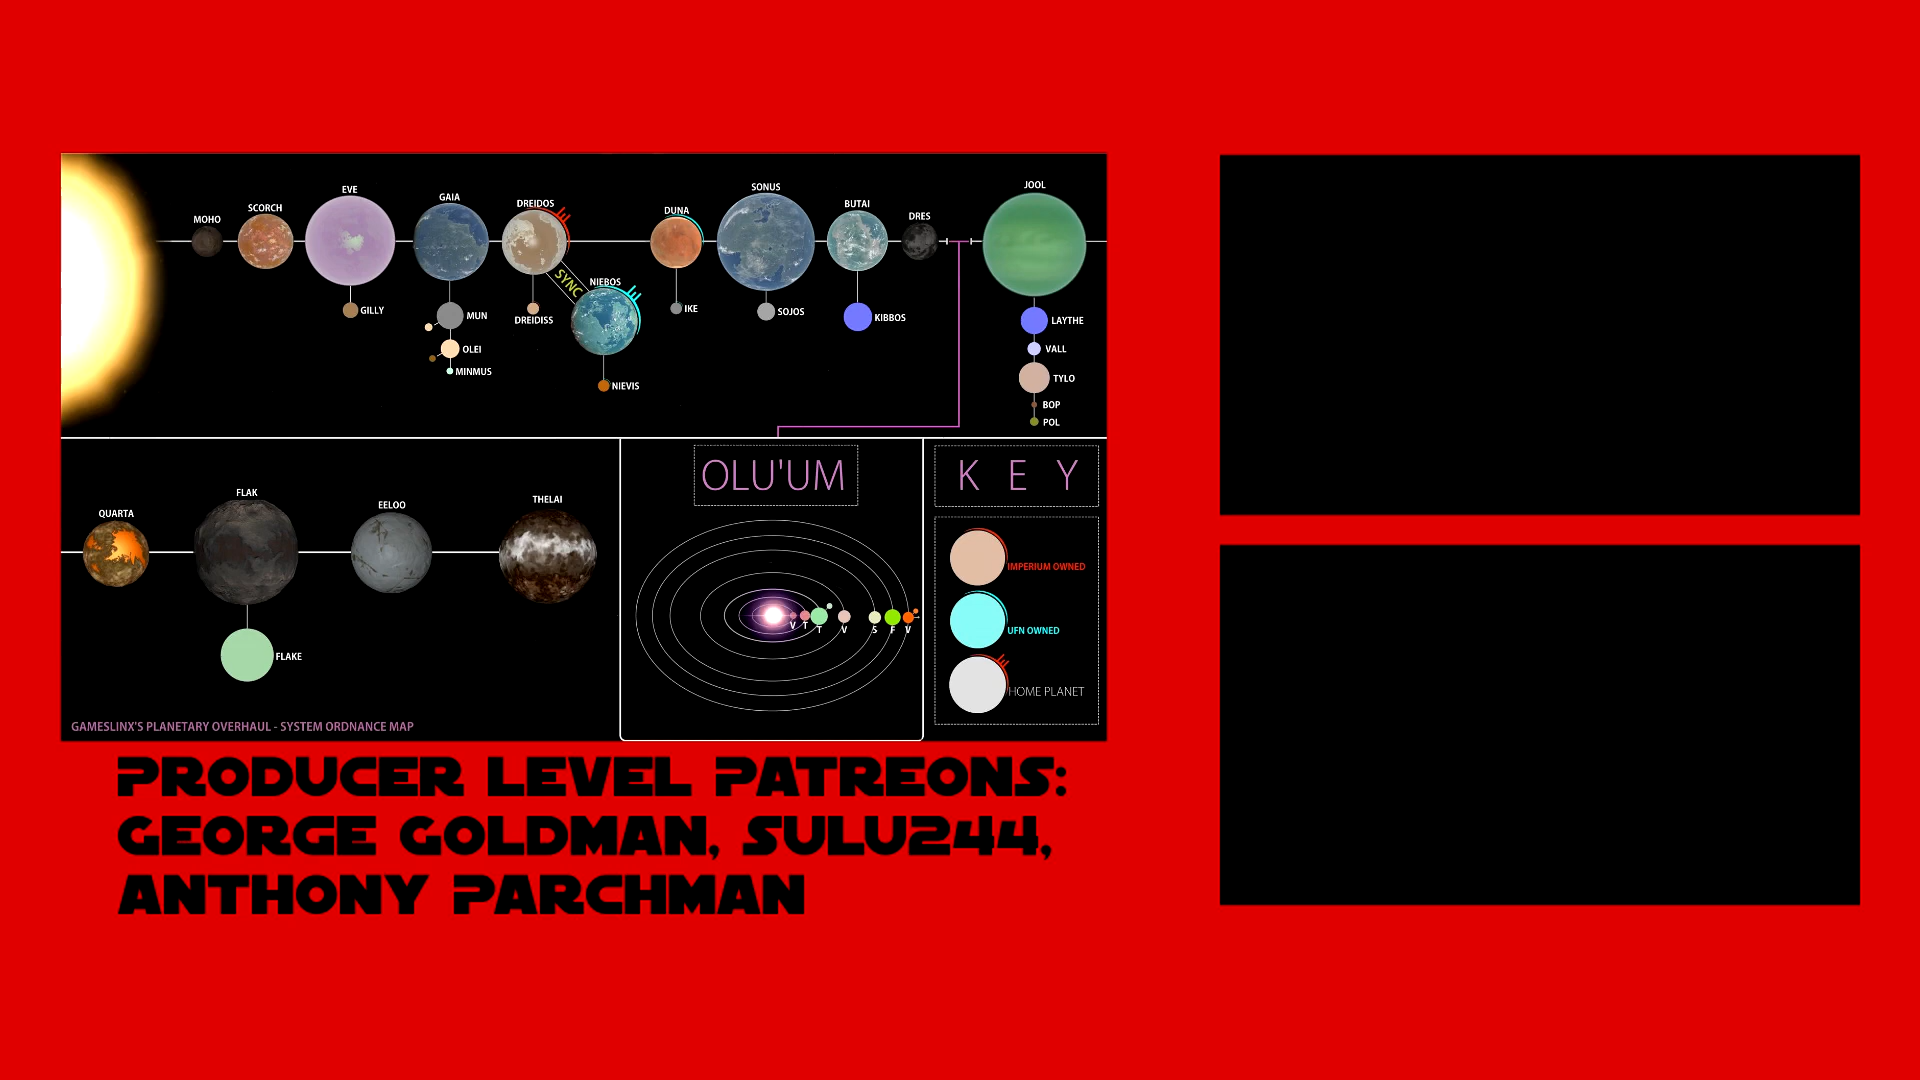 MOHO
SCORCH
EVE
GAIA
DREIDOS
DUNA
SONUS
BUTAI
DRES
JOOL
SYNC
NIEBOS
GILLY
MUN
OLEI
MINMUS
DREIDISS
NIEVIS
IKE
SOJOS
KIBBOS
LAYTHE
VALL
TYLO
BOP
POL
QUARTA
FLAK
EELOO
THELAI
FLAKE
GAMESLINX'S PLANETARY OVERHAUL - SYSTEM ORDNANCE MAP
OLU'UM
V T T V S F V
K E Y
IMPERIUM OWNED
UFN OWNED
HOME PLANET
PRODUCER LEVEL PATREONS:
GEORGE GOLDMAN, SULU244,
ANTHONY PARCHMAN